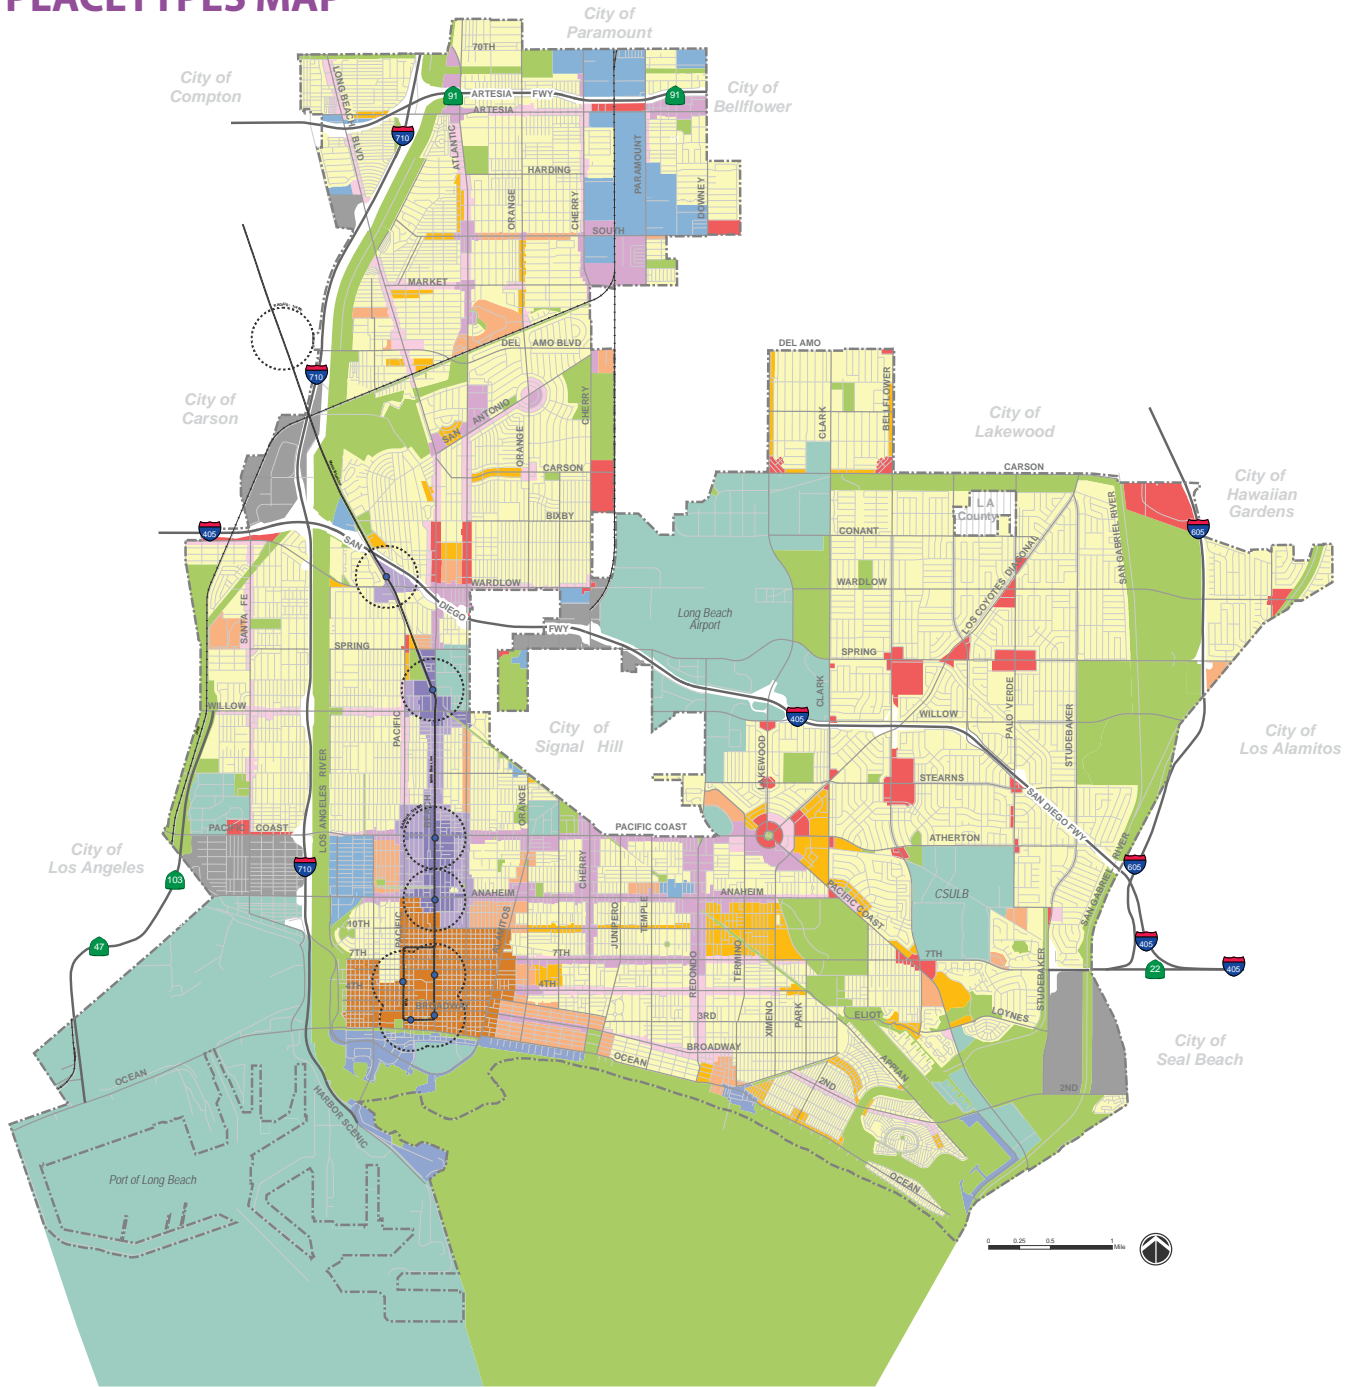 PLACETYPES MAP
City of
Paramount
70TH
City of
Compton
LONG BEACH BLVD
City of
Bellflower
91
ARTESIA FWY
91
ARTESIA
710
ATLANTIC
PARAMOUNT
HARDING
DOWNEY
ORANGE
CHERRY
SOUTH
MARKET
DEL AMO BLVD
DEL AMO
710
BELLFLOWER
CLARK
City of
Carson
City of
Lakewood
CHERRY
SAN ANTONIO
ORANGE
CARSON
CARSON
City of
Hawaiian
Gardens
LA
County
BIXBY
CONANT
SAN GABRIEL RIVER
405
605
SAN DIEGO FWY
LOS COYOTES DIAGONAL
WARDLOW
WARDLOW
Long Beach
Airport
SANTA FE
SPRING
SPRING
CLARK
PALO VERDE
STUDEBAKER
WILLOW
PACIFIC
405
WILLOW
City of
Signal Hill
City of
Los Alamitos
LOS ANGELES RIVER
LAKEWOOD
STEARNS
ORANGE
SAN DIEGO FWY
PACIFIC COAST
PACIFIC COAST
ATHERTON
City of
Los Angeles
710
CHERRY
605
SAN GABRIEL RIVER
103
ANAHEIM
ANAHEIM
PACIFIC COAST
CSULB
10TH
PACIFIC
ALAMITOS
JUNIPERO
TEMPLE
47
7TH
7TH
REDONDO
TERMINO
7TH
405
22
405
4TH
4TH
STUDEBAKER
BROADWAY
3RD
XIMENO
PARK
ELIOT
LOYNES
City of
Seal Beach
BROADWAY
OCEAN
APPIAN
OCEAN
2ND
2ND
HARBOR SCENIC
Port of Long Beach
OCEAN
0 0.25 0.5 1
Mile